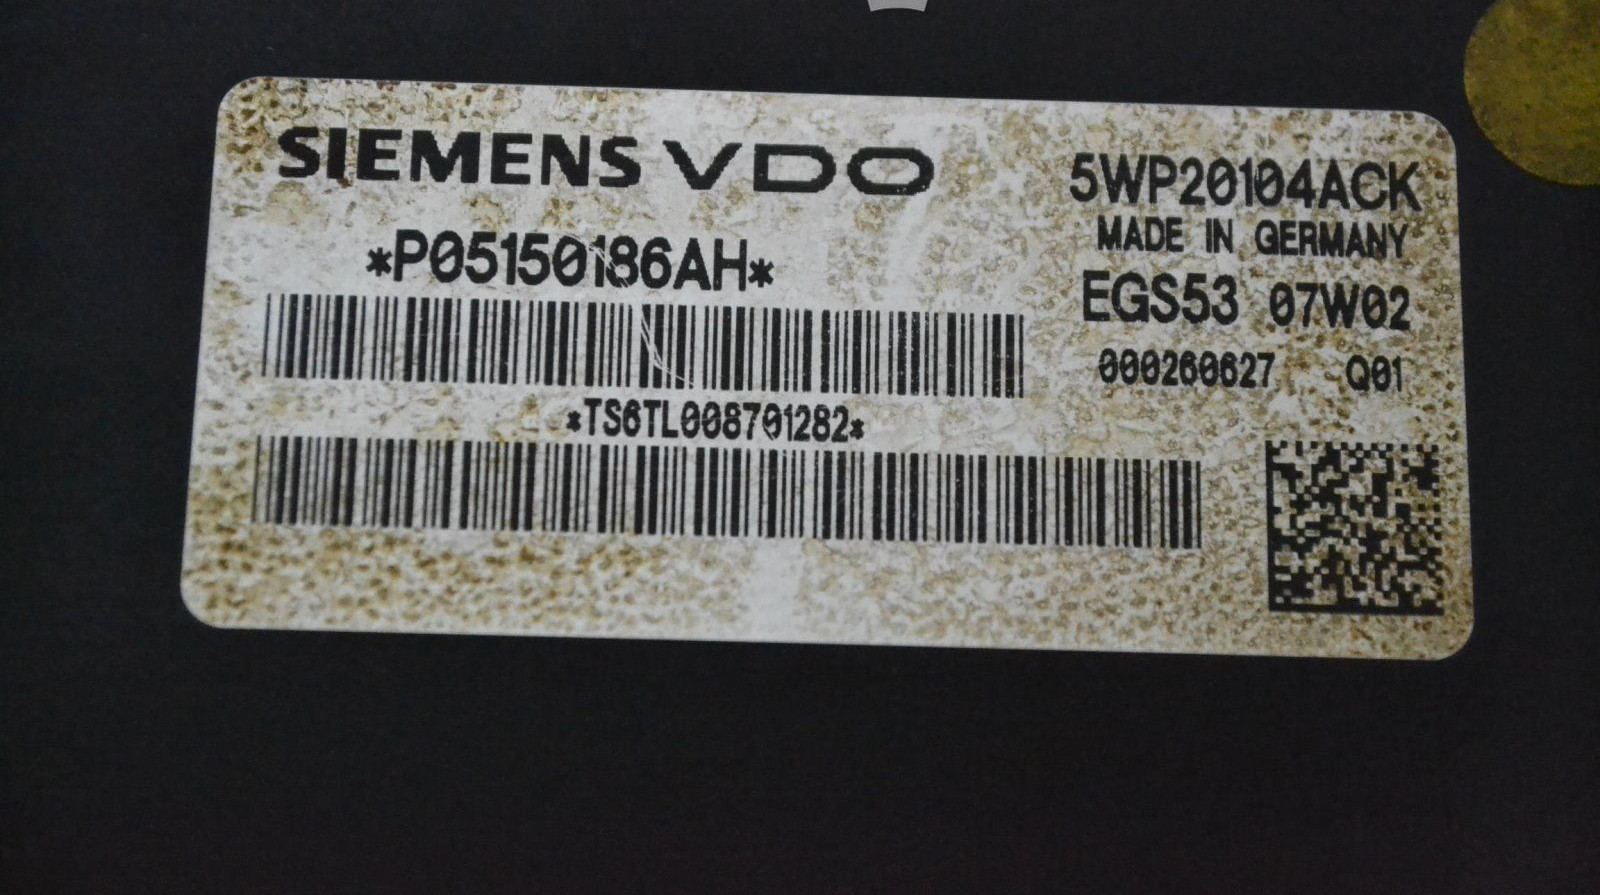 SIEMENS VDO
5WP20104ACK
MADE IN GERMANY
*P05150186AH*
EGS53 07W02
000260627 Q01
*TS6TL008701282*